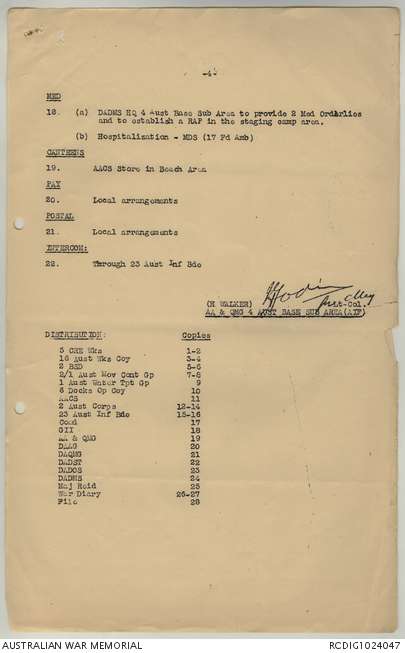 -4-
MED
18. (a) DADMS HQ 4 Aust Base Sub Area to provide 2 Med Orderlies
and to establish a RAP in the staging camp area.
(b) Hospitalization - MDS (17 Fd Amb)
CANTEENS
19. AACS Store in Beach Area
PAY
20. Local arrangements
POSTAL
21. Local arrangements
INTERCOM:
22. Through 23 Aust Inf Bde
(H WALKER) Lt-Col.
AA & QMG 4 AUST BASE SUB AREA(AIF)
DISTRIBUTION: Copies
5 CRE Wks 1-2
16 Aust Wks Coy 3-4
2 BSD 5-6
2/1 Aust Mov Cont Gp 7-8
1 Aust Water Tpt Gp 9
6 Docks Op Coy 10
AACS 11
2 Aust Corps 12-14
23 Aust Inf Bde 15-16
Comd 17
GII 18
AA & QMG 19
DAAG 20
DAQMG 21
DADST 22
DADOS 23
DADMS 24
Maj Reid 25
War Diary 26-27
File 28
AUSTRALIAN WAR MEMORIAL RCDIG1024047